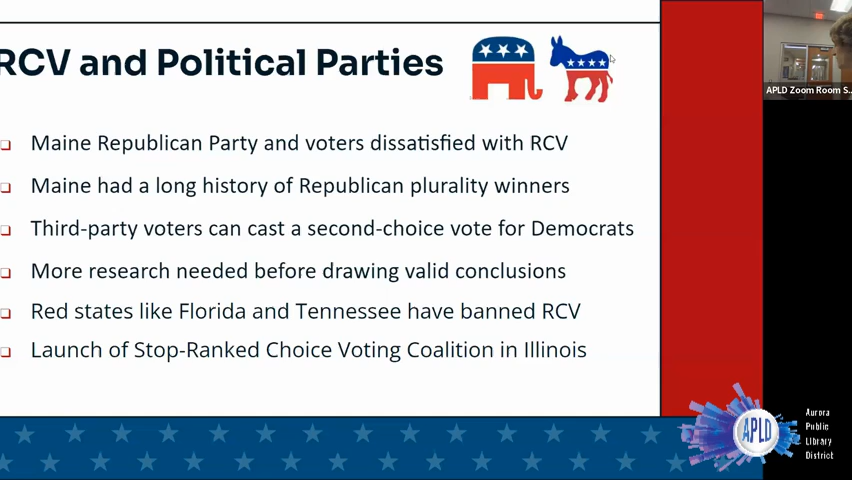 RCV and Political Parties
APLD Zoom Room S...
Maine Republican Party and voters dissatisfied with RCV
Maine had a long history of Republican plurality winners
Third-party voters can cast a second-choice vote for Democrats
More research needed before drawing valid conclusions
Red states like Florida and Tennessee have banned RCV
Launch of Stop-Ranked Choice Voting Coalition in Illinois
APLD
Aurora
Public
Library
District